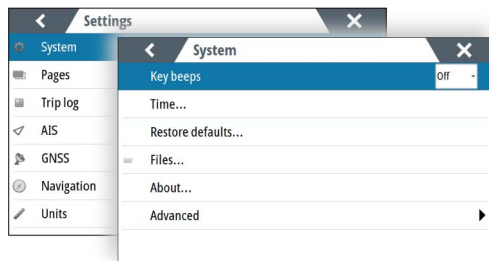 Settings
System
Pages
Trip log
AIS
GNSS
Navigation
Units
System
Key beeps
Off
Time...
Restore defaults...
Files...
About...
Advanced